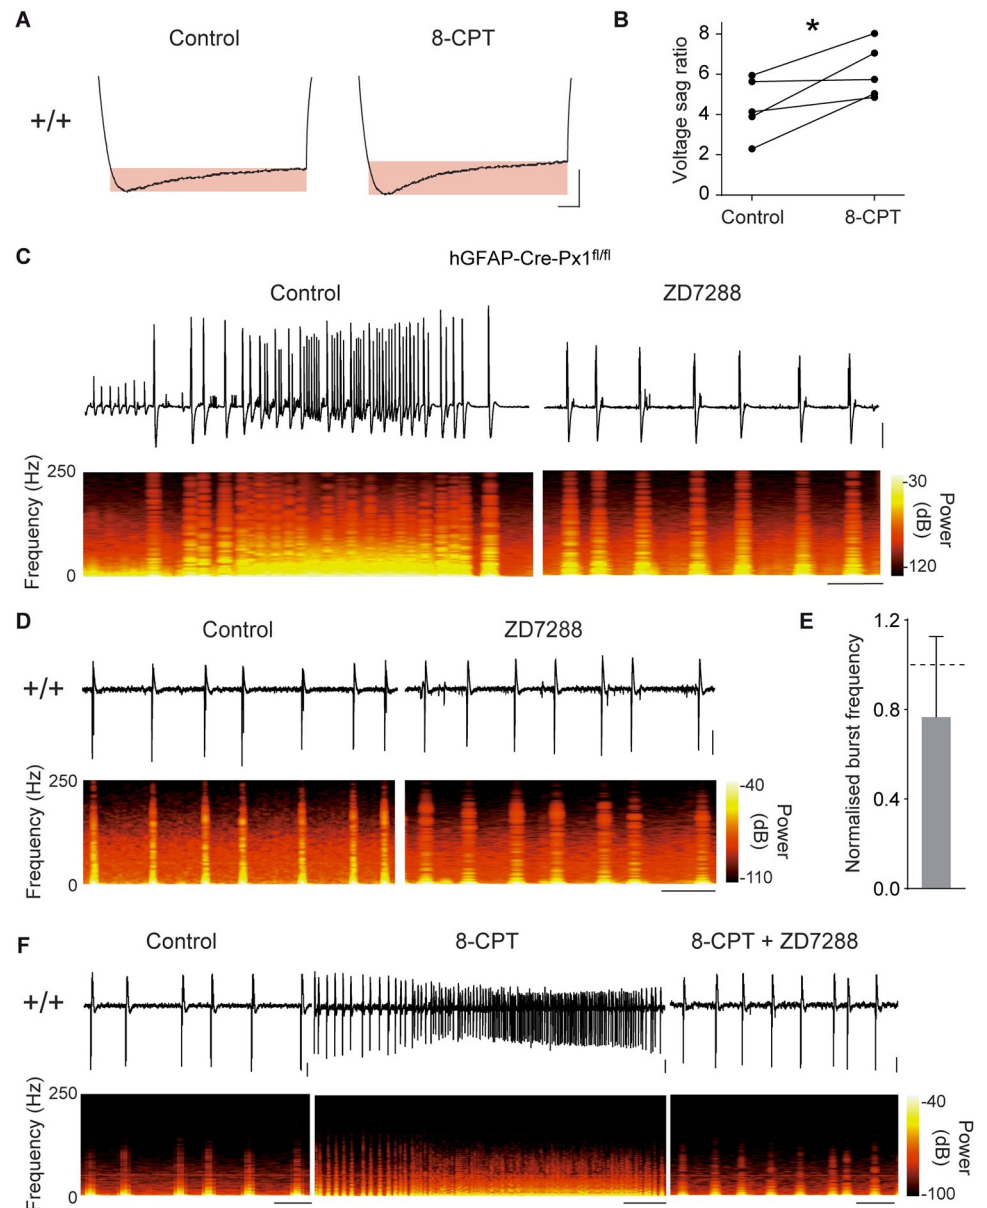 A
Control
8-CPT
+/+
B
Voltage sag ratio
8
6
4
2
0
*
Control
8-CPT
C
hGFAP-Cre-Px1fl/fl
Control
ZD7288
Frequency (Hz)
250
0
-30
-120
Power
(dB)
D
Control
ZD7288
+/+
Frequency (Hz)
250
0
-40
-110
Power
(dB)
E
Normalised burst frequency
1.2
0.8
0.4
0.0
F
Control
8-CPT
8-CPT + ZD7288
+/+
Frequency (Hz)
250
0
-40
-100
Power
(dB)